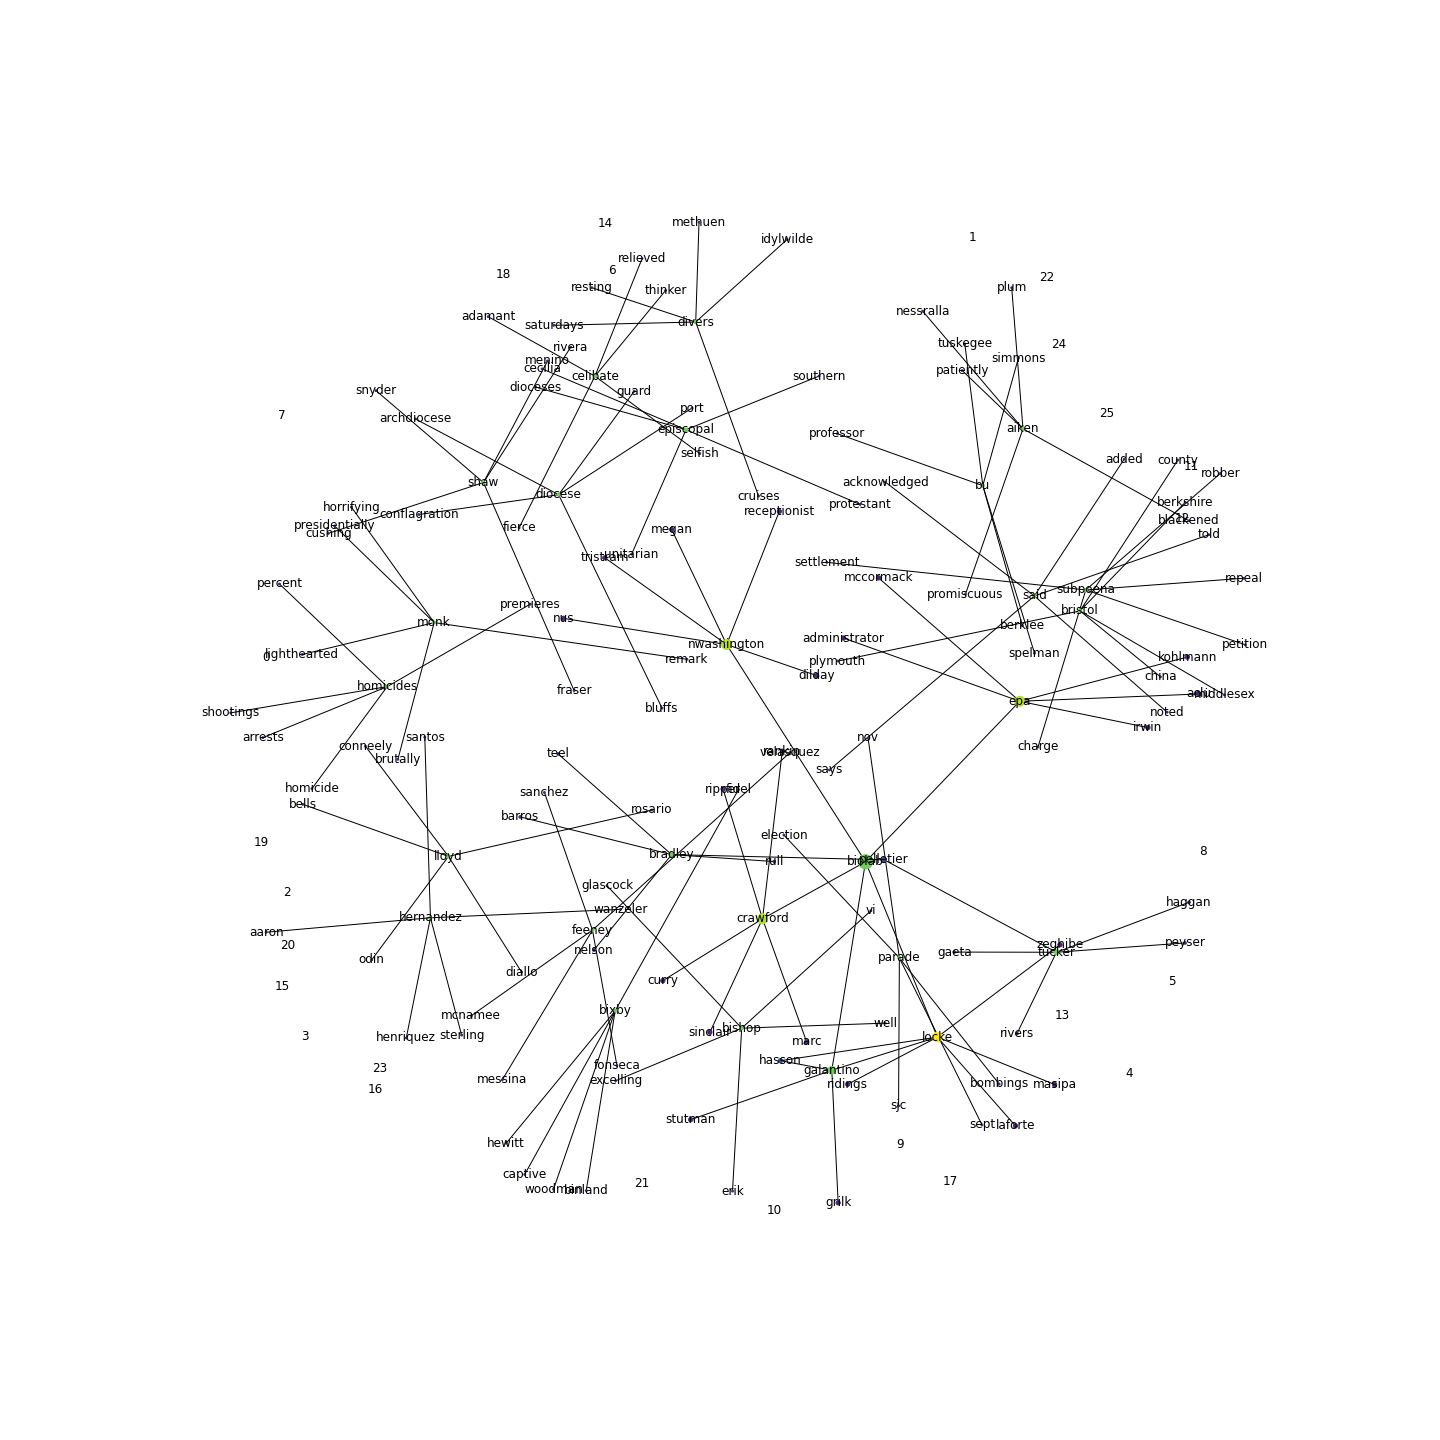 methuen
14
idylwilde
1
relieved
6
18
22
plum
resting
thinker
nessralla
adamant
divers
saturdays
tuskegee
24
rivera
simmons
menino
cecilia
patiently
celibate
southern
dioceses
snyder
guard
port
25
7
archdiocese
aiken
episcopal
professor
selfish
added
county
11
robber
shaw
acknowledged
bu
diocese
cruises
berkshire
protestant
horrifying
receptionist
conflagration
12
blackened
presidentially
fierce
megan
cushing
told
unitarian
tristram
settlement
mccormack
repeal
percent
subpoena
promiscuous
said
premieres
bristol
nus
monk
berklee
administrator
nwashington
petition
lighthearted
0
spelman
remark
plymouth
kohlmann
dilday
china
homicides
fraser
middlesex
epa
bluffs
shootings
noted
irwin
arrests
santos
nov
conneely
charge
teel
velasquez
brutally
says
homicide
sanchez
bells
rosario
barros
election
19
8
lloyd
bradley
rull
glascock
2
haggan
wanzeler
vi
hernandez
crawford
aaron
feeney
peyser
20
zeghibe
nelson
gaeta
tucker
odin
parade
diallo
curry
5
15
bixby
mcnamee
13
well
bishop
sinclair
rivers
3
sterling
henriquez
locke
marc
hasson
fonseca
23
galantino
4
messina
excelling
ridings
bombings
masipa
16
sjc
stutman
sept
laforte
hewitt
9
captive
17
21
woodman
erik
grilk
10